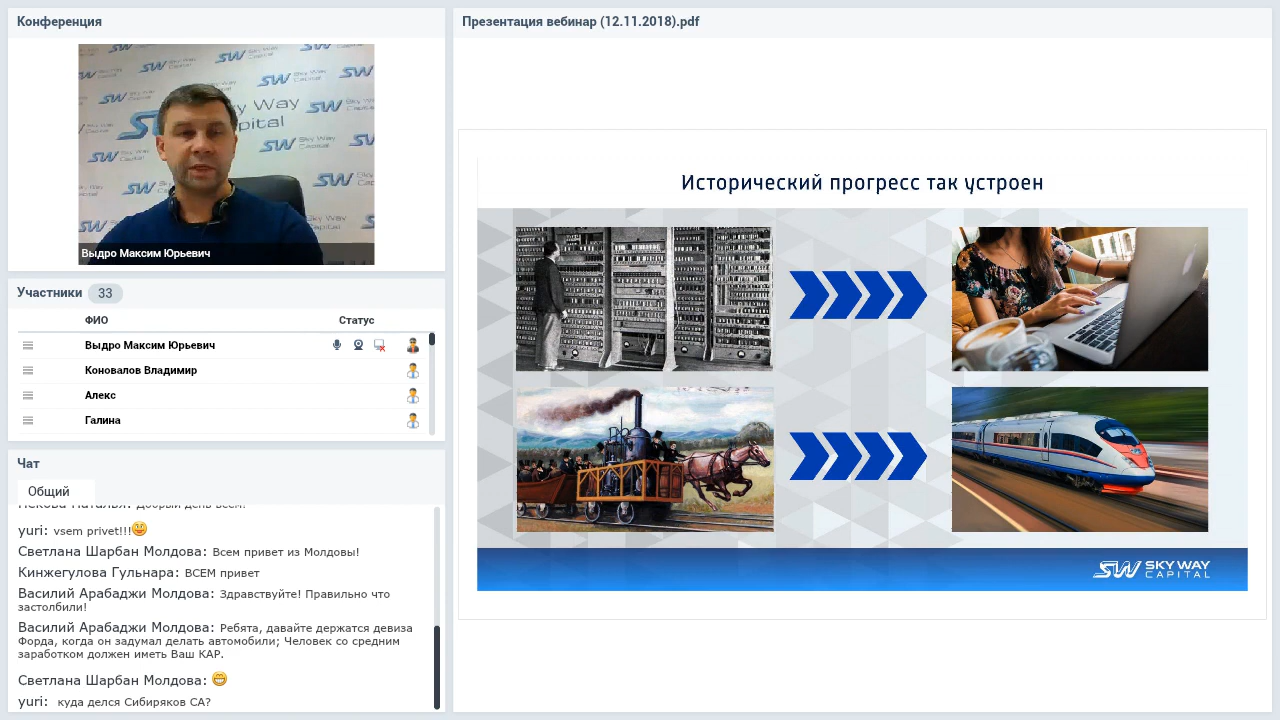 Конференция
Sky Way
Capital
Выдро Максим Юрьевич
Участники 33
ФИО Статус
Выдро Максим Юрьевич
Коновалов Владимир
Алекс
Галина
Чат
Общий
yuri: vsem privet!!!
Светлана Шарбан Молдова: Всем привет из Молдовы!
Кинжегулова Гульнара: ВСЕМ привет
Василий Арабаджи Молдова: Здравствуйте! Правильно что
застолбили!
Василий Арабаджи Молдова: Ребята, давайте держатся девиза
Форда, когда он задумал делать автомобили; Человек со средним
заработком должен иметь Ваш КАР.
Светлана Шарбан Молдова:
yuri: куда делся Сибиряков СА?
Презентация вебинар (12.11.2018).pdf
Исторический прогресс так устроен
SW SKY WAY
CAPITAL